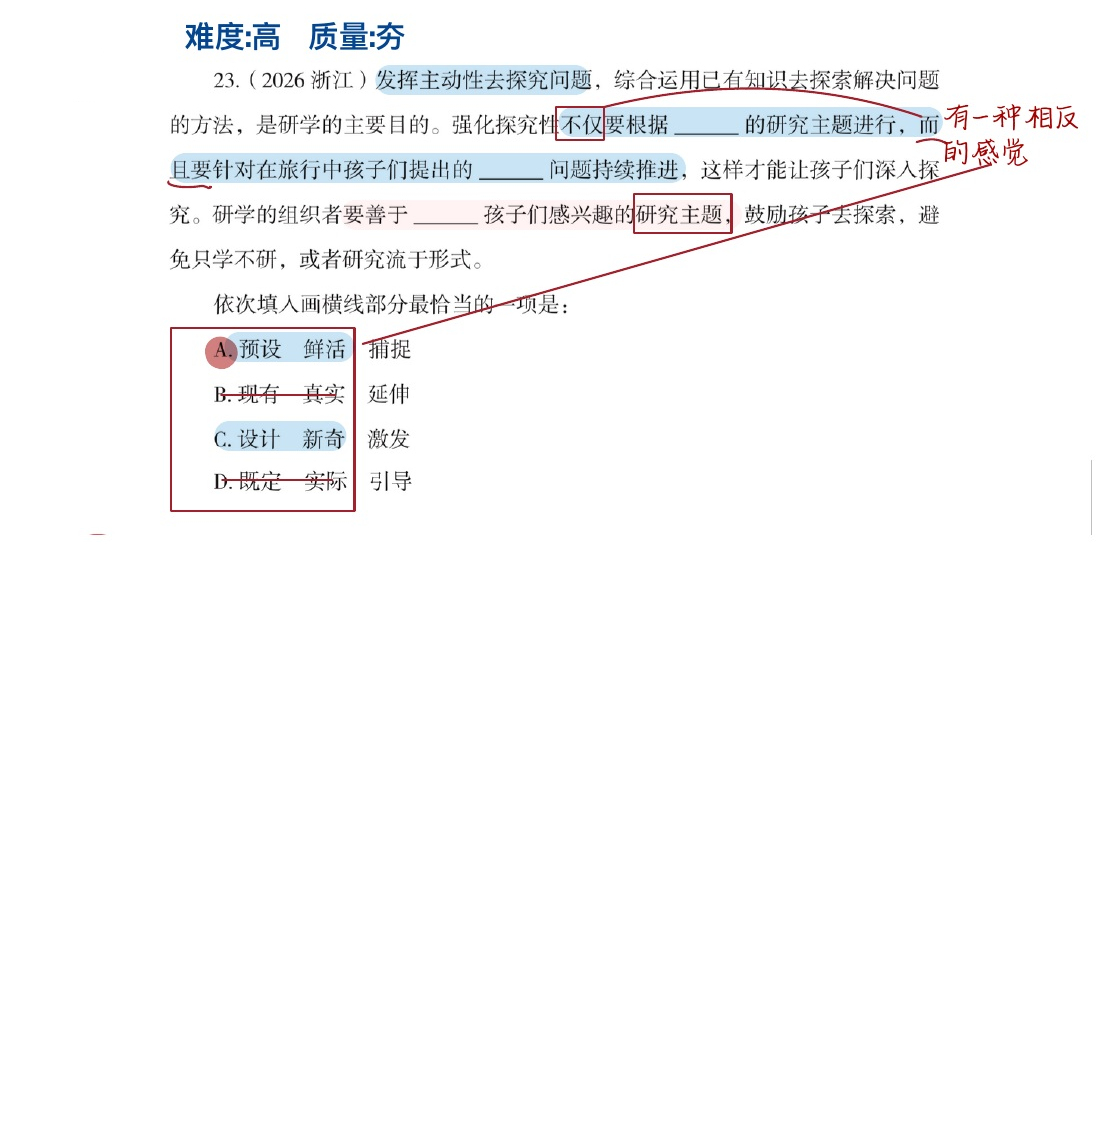 难度:高 质量:夯
23.（2026 浙江）发挥主动性去探究问题，综合运用已有知识去探索解决问题
的方法，是研学的主要目的。强化探究性不仅要根据 ______ 的研究主题进行，而
且要针对在旅行中孩子们提出的 ______ 问题持续推进，这样才能让孩子们深入探
究。研学的组织者要善于 ______ 孩子们感兴趣的研究主题，鼓励孩子去探索，避
免只学不研，或者研究流于形式。
有一种相反
的感觉
依次填入画横线部分最恰当的一项是：
A. 预设 鲜活 捕捉
B. 现有 真实 延伸
C. 设计 新奇 激发
D. 既定 实际 引导